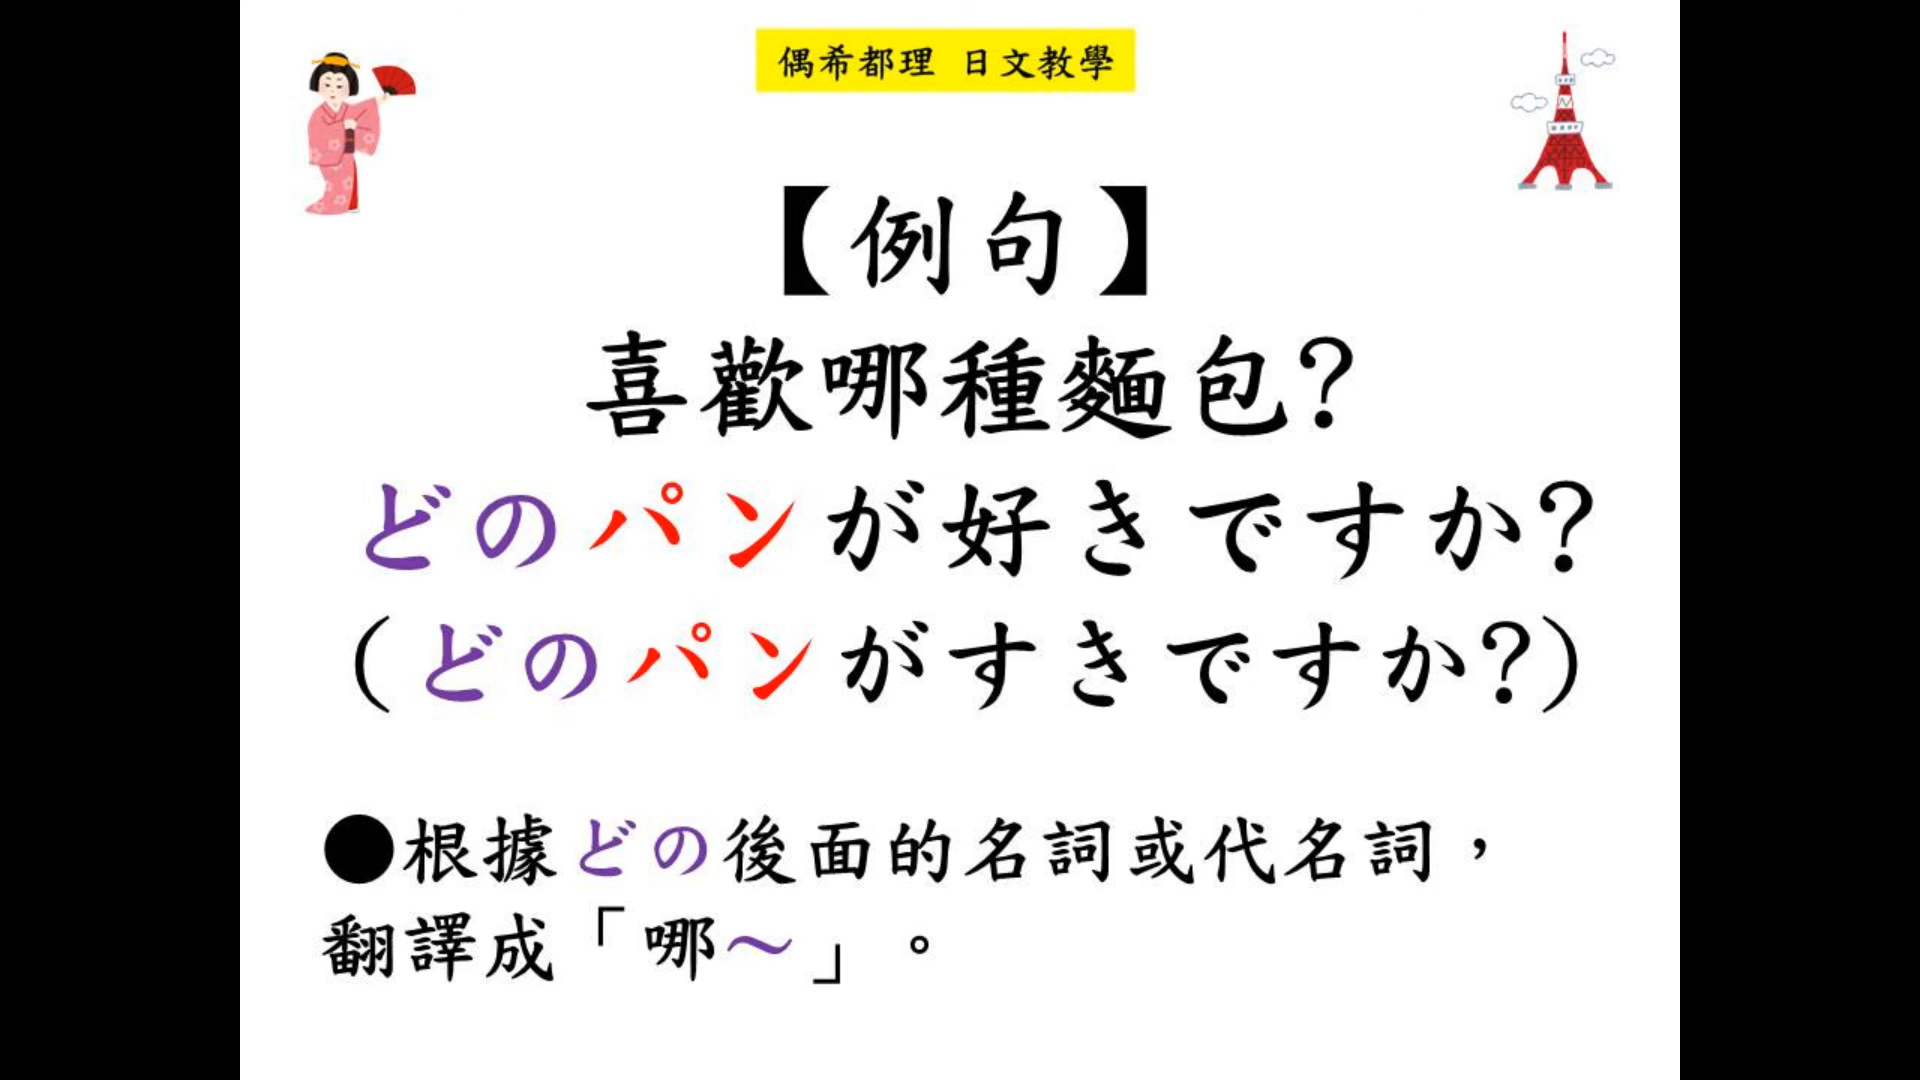 偶希都理 日文教學
【例句】
喜歡哪種麵包?
どのパンが好きですか?
(どのパンがすきですか?)
●根據どの後面的名詞或代名詞，
翻譯成「哪～」。